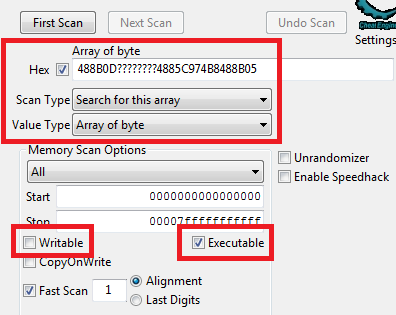 First Scan Next Scan Undo Scan
Cheat Engine
Settings
Array of byte
Hex 488B0D????????4885C974B8488B05
Scan Type Search for this array
Value Type Array of byte
Memory Scan Options
All
Unrandomizer
Enable Speedhack
Start 0000000000000000
Stop 00007fffffffffff
Writable Executable
CopyOnWrite
Fast Scan 1 Alignment
Last Digits